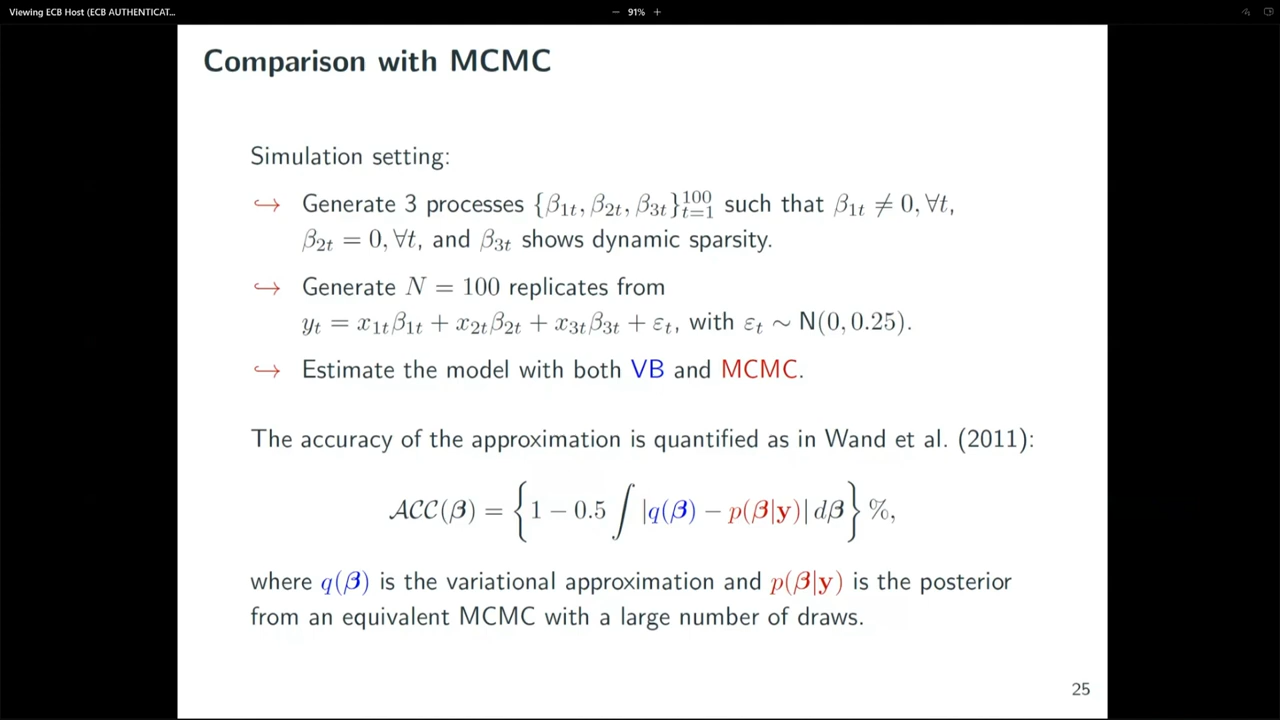 Viewing ECB Host (ECB AUTHENTICAT...
− 91% +
Comparison with MCMC
Simulation setting:
↪ Generate 3 processes {β₁ₜ, β₂ₜ, β₃ₜ}¹⁰⁰ₜ₌₁ such that β₁ₜ ≠ 0, ∀t,
β₂ₜ = 0, ∀t, and β₃ₜ shows dynamic sparsity.
↪ Generate N = 100 replicates from
yₜ = x₁ₜβ₁ₜ + x₂ₜβ₂ₜ + x₃ₜβ₃ₜ + εₜ, with εₜ ∼ N(0, 0.25).
↪ Estimate the model with both VB and MCMC.
The accuracy of the approximation is quantified as in Wand et al. (2011):
𝒜𝒞𝒞(β) = {1 − 0.5 ∫ |q(β) − p(β|y)| dβ} %,
where q(β) is the variational approximation and p(β|y) is the posterior
from an equivalent MCMC with a large number of draws.
25